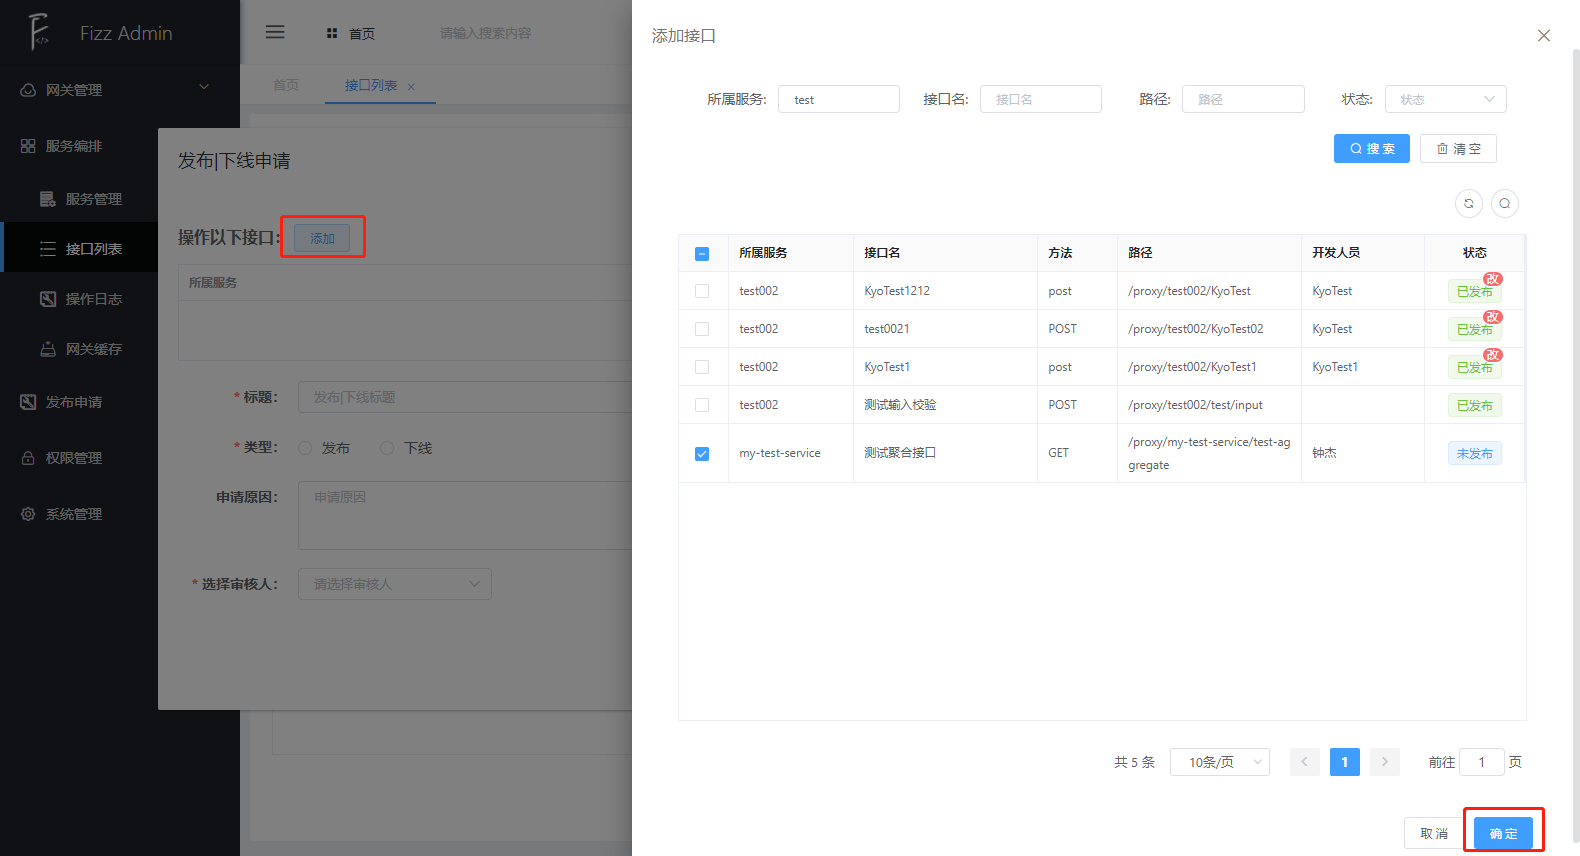 Fizz Admin
网关管理
服务编排
服务管理
接口列表
操作日志
网关缓存
发布申请
权限管理
系统管理
首页
请输入搜索内容
首页
接口列表 ×
发布|下线申请
操作以下接口: 添加
所属服务
* 标题: 发布|下线标题
* 类型: 发布 下线
申请原因: 申请原因
* 选择审核人: 请选择审核人
添加接口
所属服务: test 接口名: 接口名 路径: 路径 状态: 状态
搜索 清空
所属服务 接口名 方法 路径 开发人员 状态
test002 KyoTest1212 post /proxy/test002/KyoTest KyoTest 已发布 改
test002 test0021 POST /proxy/test002/KyoTest02 KyoTest 已发布 改
test002 KyoTest1 post /proxy/test002/KyoTest1 KyoTest1 已发布 改
test002 测试输入校验 POST /proxy/test002/test/input 已发布
my-test-service 测试聚合接口 GET /proxy/my-test-service/test-ag
gregate 钟杰 未发布
共 5 条 10条/页 1 前往 1 页
取消 确定